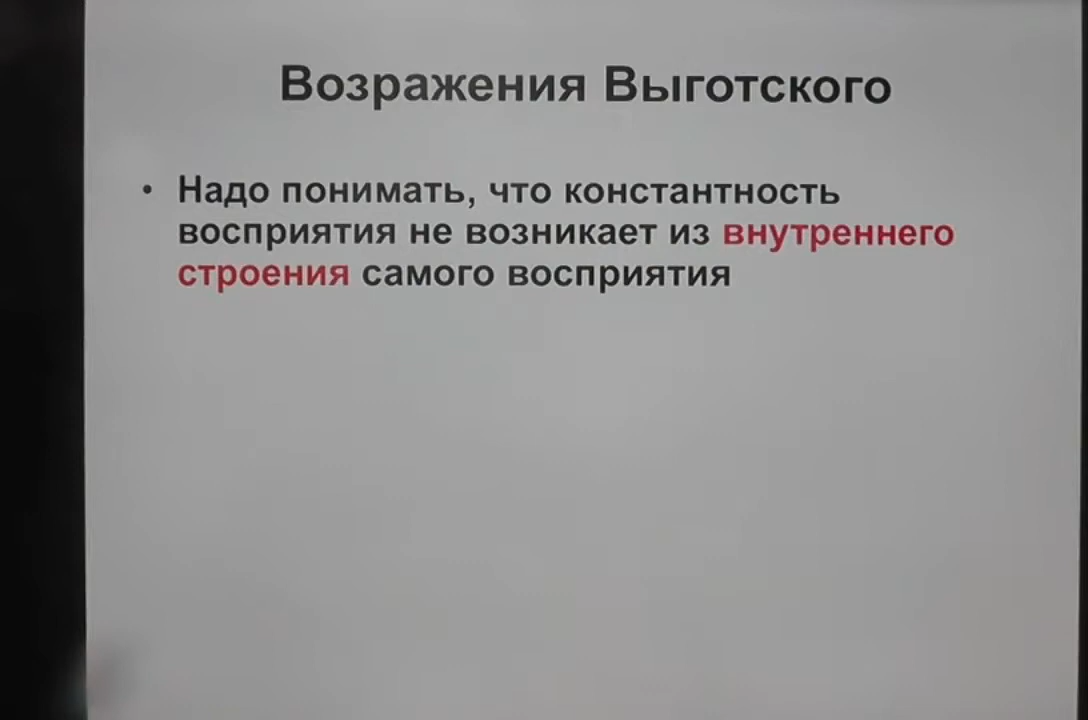 Возражения Выготского
• Надо понимать, что константность
восприятия не возникает из внутреннего
строения самого восприятия